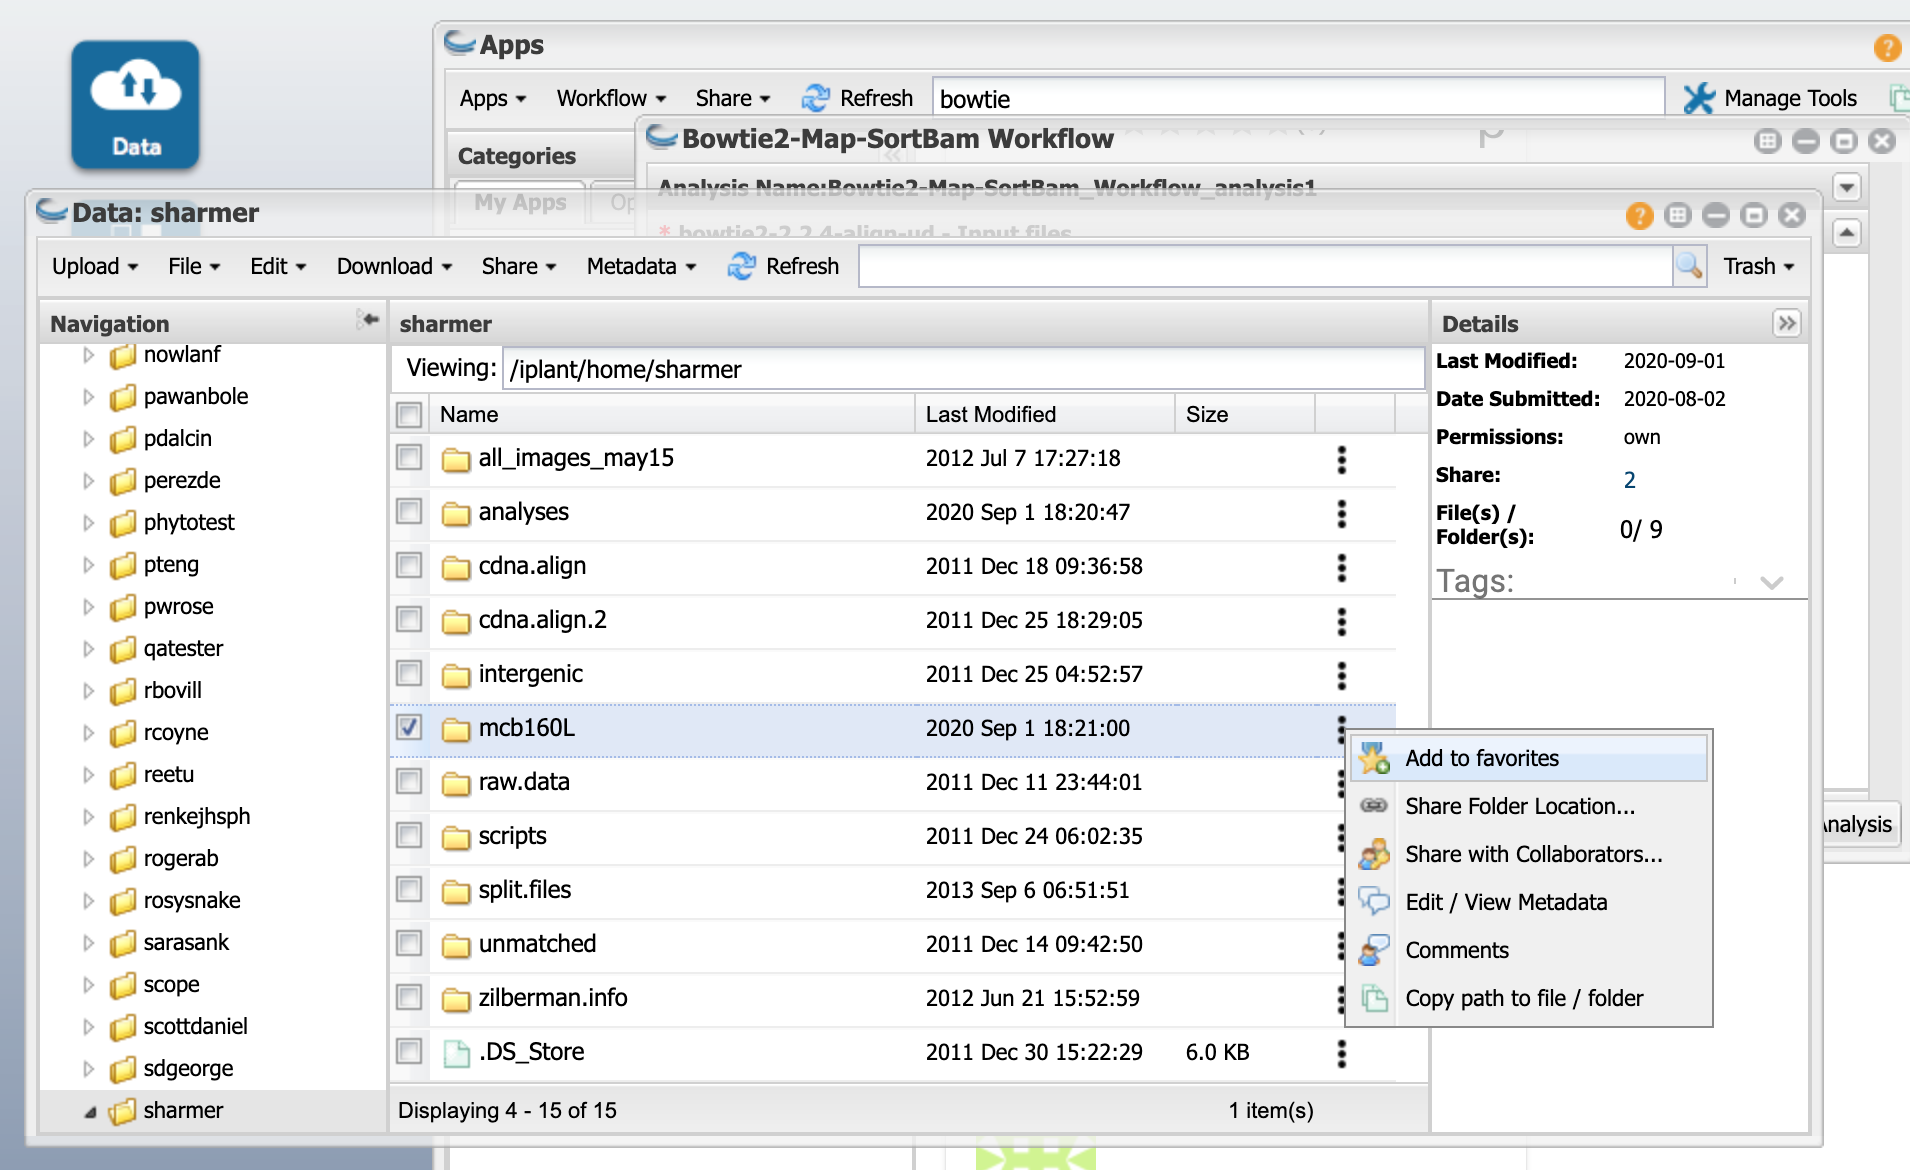 Data
Apps
Apps Workflow Share Refresh bowtie Manage Tools
Categories
My Apps
Bowtie2-Map-SortBam Workflow
Analysis Name:Bowtie2-Map-SortBam_Workflow_analysis1
* bowtie2-2.2.4-align-ud - Input files
Data: sharmer
Upload File Edit Download Share Metadata Refresh Trash
Navigation
nowlanf
pawanbole
pdalcin
perezde
phytotest
pteng
pwrose
qatester
rbovill
rcoyne
reetu
renkejhsph
rogerab
rosysnake
sarasank
scope
scottdaniel
sdgeorge
sharmer
sharmer
Viewing: /iplant/home/sharmer
Name Last Modified Size
all_images_may15 2012 Jul 7 17:27:18
analyses 2020 Sep 1 18:20:47
cdna.align 2011 Dec 18 09:36:58
cdna.align.2 2011 Dec 25 18:29:05
intergenic 2011 Dec 25 04:52:57
mcb160L 2020 Sep 1 18:21:00
raw.data 2011 Dec 11 23:44:01
scripts 2011 Dec 24 06:02:35
split.files 2013 Sep 6 06:51:51
unmatched 2011 Dec 14 09:42:50
zilberman.info 2012 Jun 21 15:52:59
.DS_Store 2011 Dec 30 15:22:29 6.0 KB
Displaying 4 - 15 of 15 1 item(s)
Details
Last Modified: 2020-09-01
Date Submitted: 2020-08-02
Permissions: own
Share: 2
File(s) /
Folder(s): 0/ 9
Tags:
Add to favorites
Share Folder Location...
Share with Collaborators...
Edit / View Metadata
Comments
Copy path to file / folder
Analysis